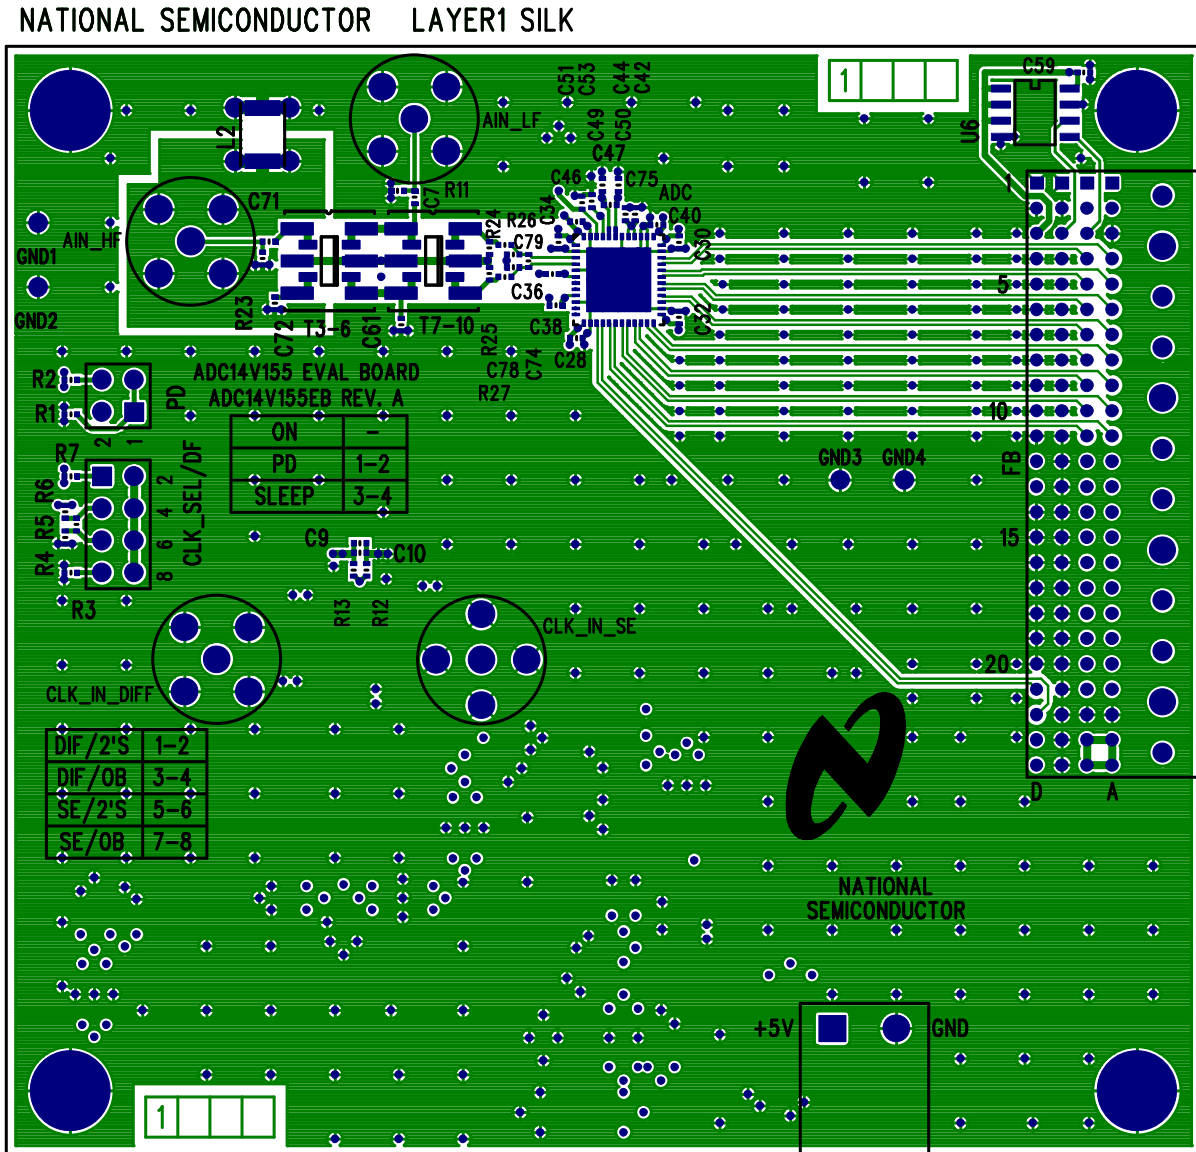 NATIONAL SEMICONDUCTOR LAYER1 SILK
1
C59
U6
L2
AIN_LF
C51
C53
C44
C42
C49
C50
C47
C46
C75
ADC
C34
C40
C30
C32
C71
C7
R11
R24
R26
C79
C36
C38
C28
AIN_HF
GND1
GND2
R23
C72
T3-6
C61
T7-10
R25
C78
C74
R27
ADC14V155 EVAL BOARD
ADC14V155EB REV. A
R2
R1
PD
2 1
ON –
PD 1-2
SLEEP 3-4
R7
R6
R5
R4
R3
2
4
6
8
CLK_SEL/DF
C9
C10
R13
R12
GND3 GND4
1
5
10
FB
15
20
D A
CLK_IN_SE
CLK_IN_DIFF
DIF/2'S 1-2
DIF/OB 3-4
SE/2'S 5-6
SE/OB 7-8
N
NATIONAL
SEMICONDUCTOR
+5V GND
1